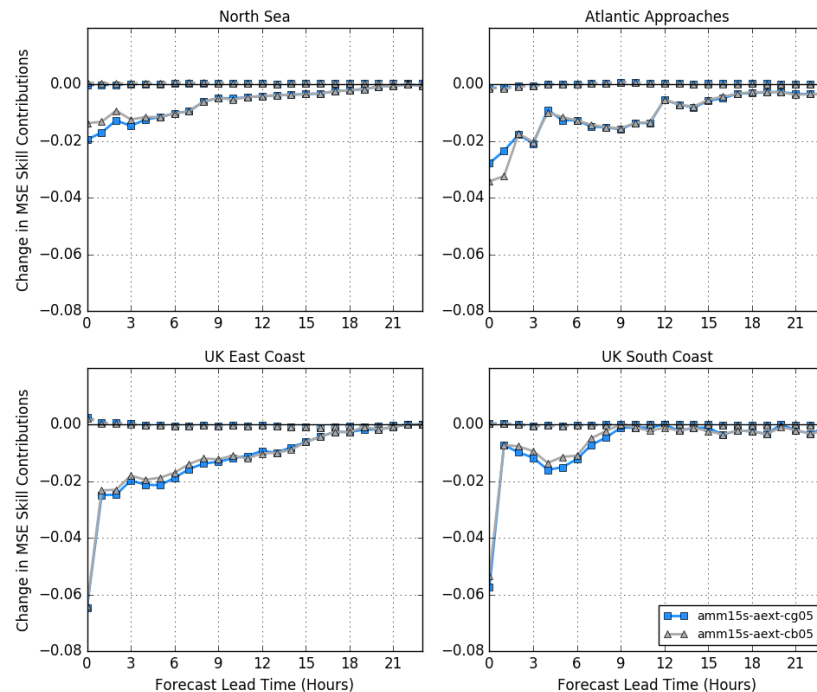 North Sea
Atlantic Approaches
Change in MSE Skill Contributions
0.00
−0.02
−0.04
−0.06
−0.08
0 3 6 9 12 15 18 21
0.00
−0.02
−0.04
−0.06
−0.08
0 3 6 9 12 15 18 21
UK East Coast
UK South Coast
Change in MSE Skill Contributions
0.00
−0.02
−0.04
−0.06
−0.08
0 3 6 9 12 15 18 21
Forecast Lead Time (Hours)
0.00
−0.02
−0.04
−0.06
−0.08
0 3 6 9 12 15 18 21
Forecast Lead Time (Hours)
amm15s-aext-cg05
amm15s-aext-cb05